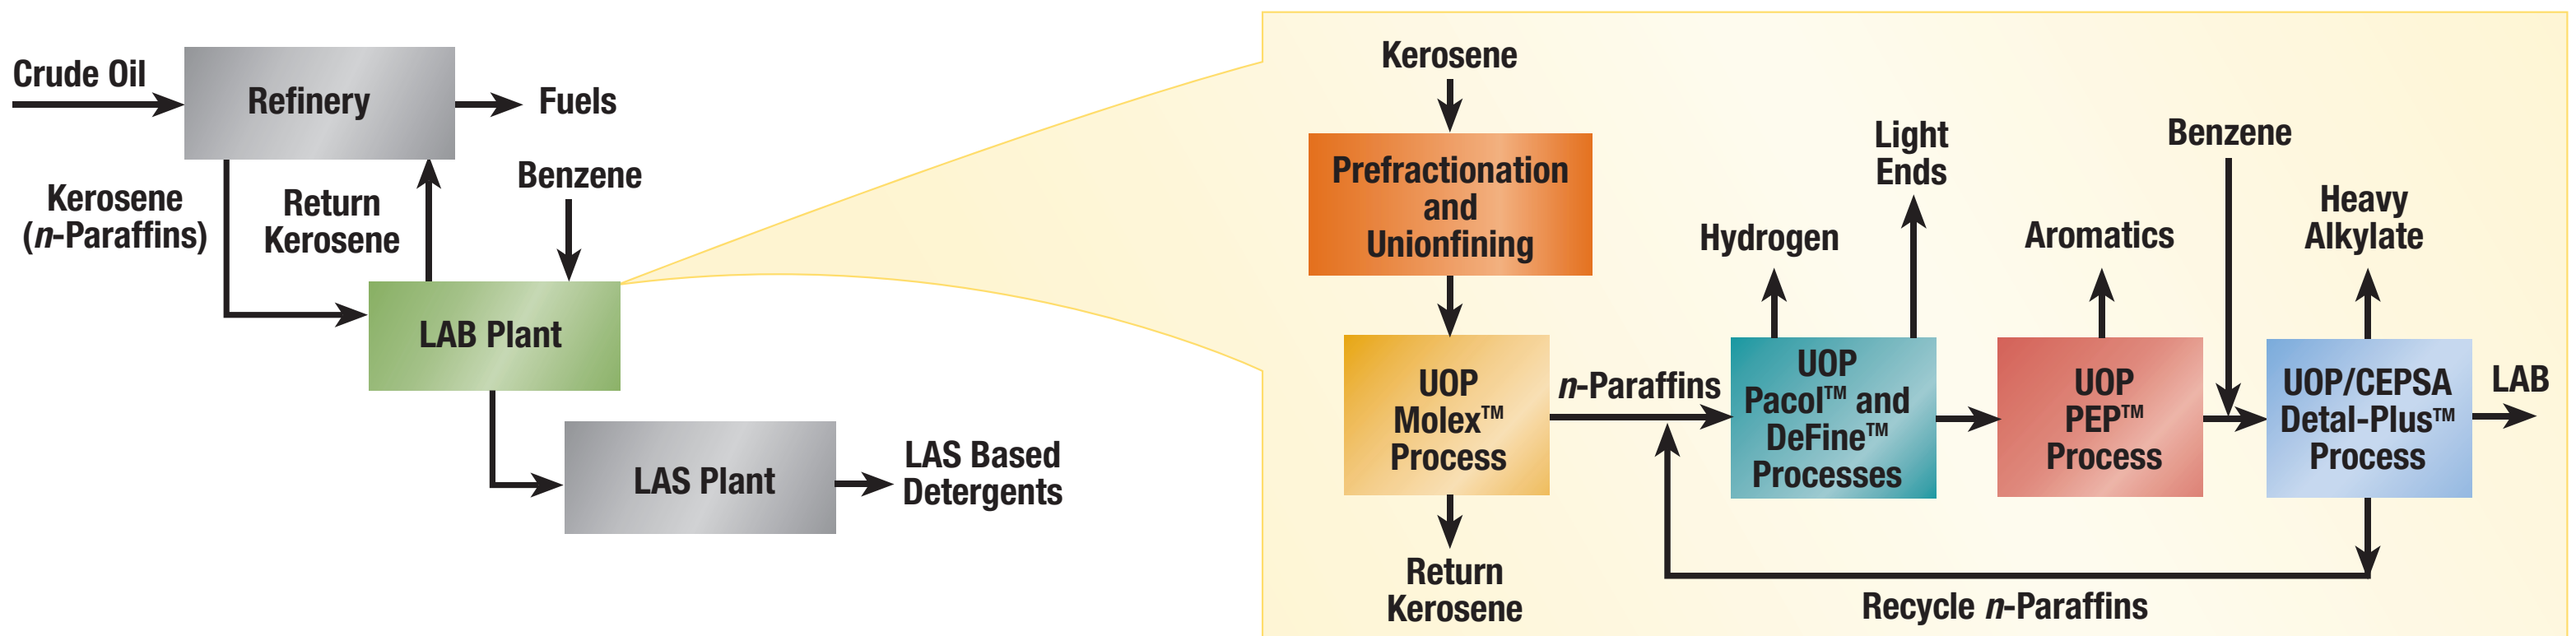 Crude Oil
Refinery
Fuels
Kerosene
(n-Paraffins)
Return
Kerosene
Benzene
LAB Plant
LAS Plant
LAS Based
Detergents
Kerosene
Prefractionation
and
Unionfining
UOP
Molex™
Process
Return
Kerosene
n-Paraffins
Hydrogen
Light
Ends
UOP
Pacol™ and
DeFine™
Processes
Aromatics
UOP
PEP™
Process
Benzene
Heavy
Alkylate
UOP/CEPSA
Detal-Plus™
Process
LAB
Recycle n-Paraffins